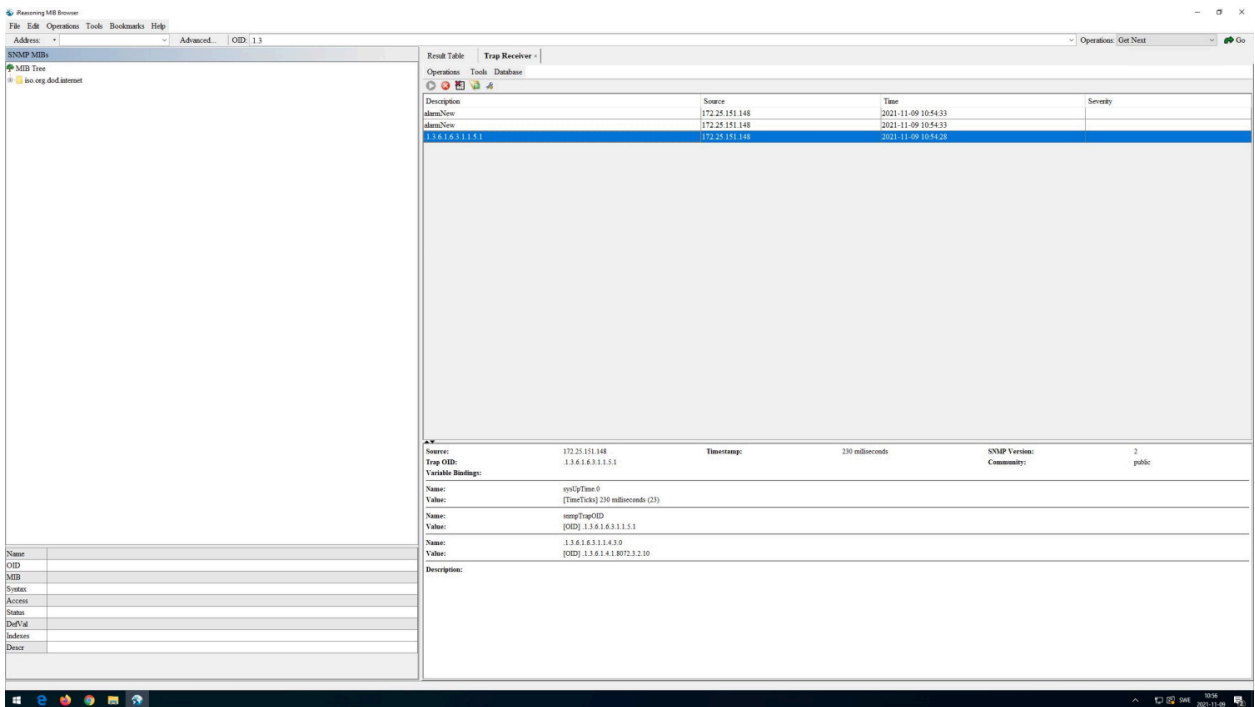 iReasoning MIB Browser
File Edit Operations Tools Bookmarks Help
Address: Advanced... OID: 1.3 Operations: Get Next Go
SNMP MIBs
MIB Tree
iso.org.dod.internet
Result Table Trap Receiver
Operations Tools Database
Description Source Time Severity
alarmNew 172.25.151.148 2021-11-09 10:54:33
alarmNew 172.25.151.148 2021-11-09 10:54:33
.1.3.6.1.6.3.1.1.5.1 172.25.151.148 2021-11-09 10:54:28
Source: 172.25.151.148 Timestamp: 230 milliseconds SNMP Version: 2
Trap OID: .1.3.6.1.6.3.1.1.5.1 Community: public
Variable Bindings:
Name: sysUpTime.0
Value: [TimeTicks] 230 milliseconds (23)
Name: snmpTrapOID
Value: [OID] .1.3.6.1.6.3.1.1.5.1
Name: .1.3.6.1.6.3.1.1.4.3.0
Value: [OID] .1.3.6.1.4.1.8072.3.2.10
Description:
Name
OID
MIB
Syntax
Access
Status
DefVal
Indexes
Descr
SWE 10:56
2021-11-09